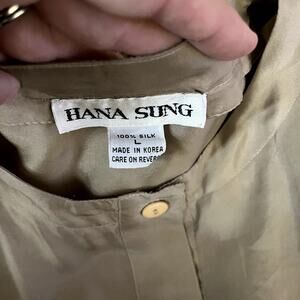 HANA SUNG
100% SILK
L
MADE IN KOREA
CARE ON REVERSE